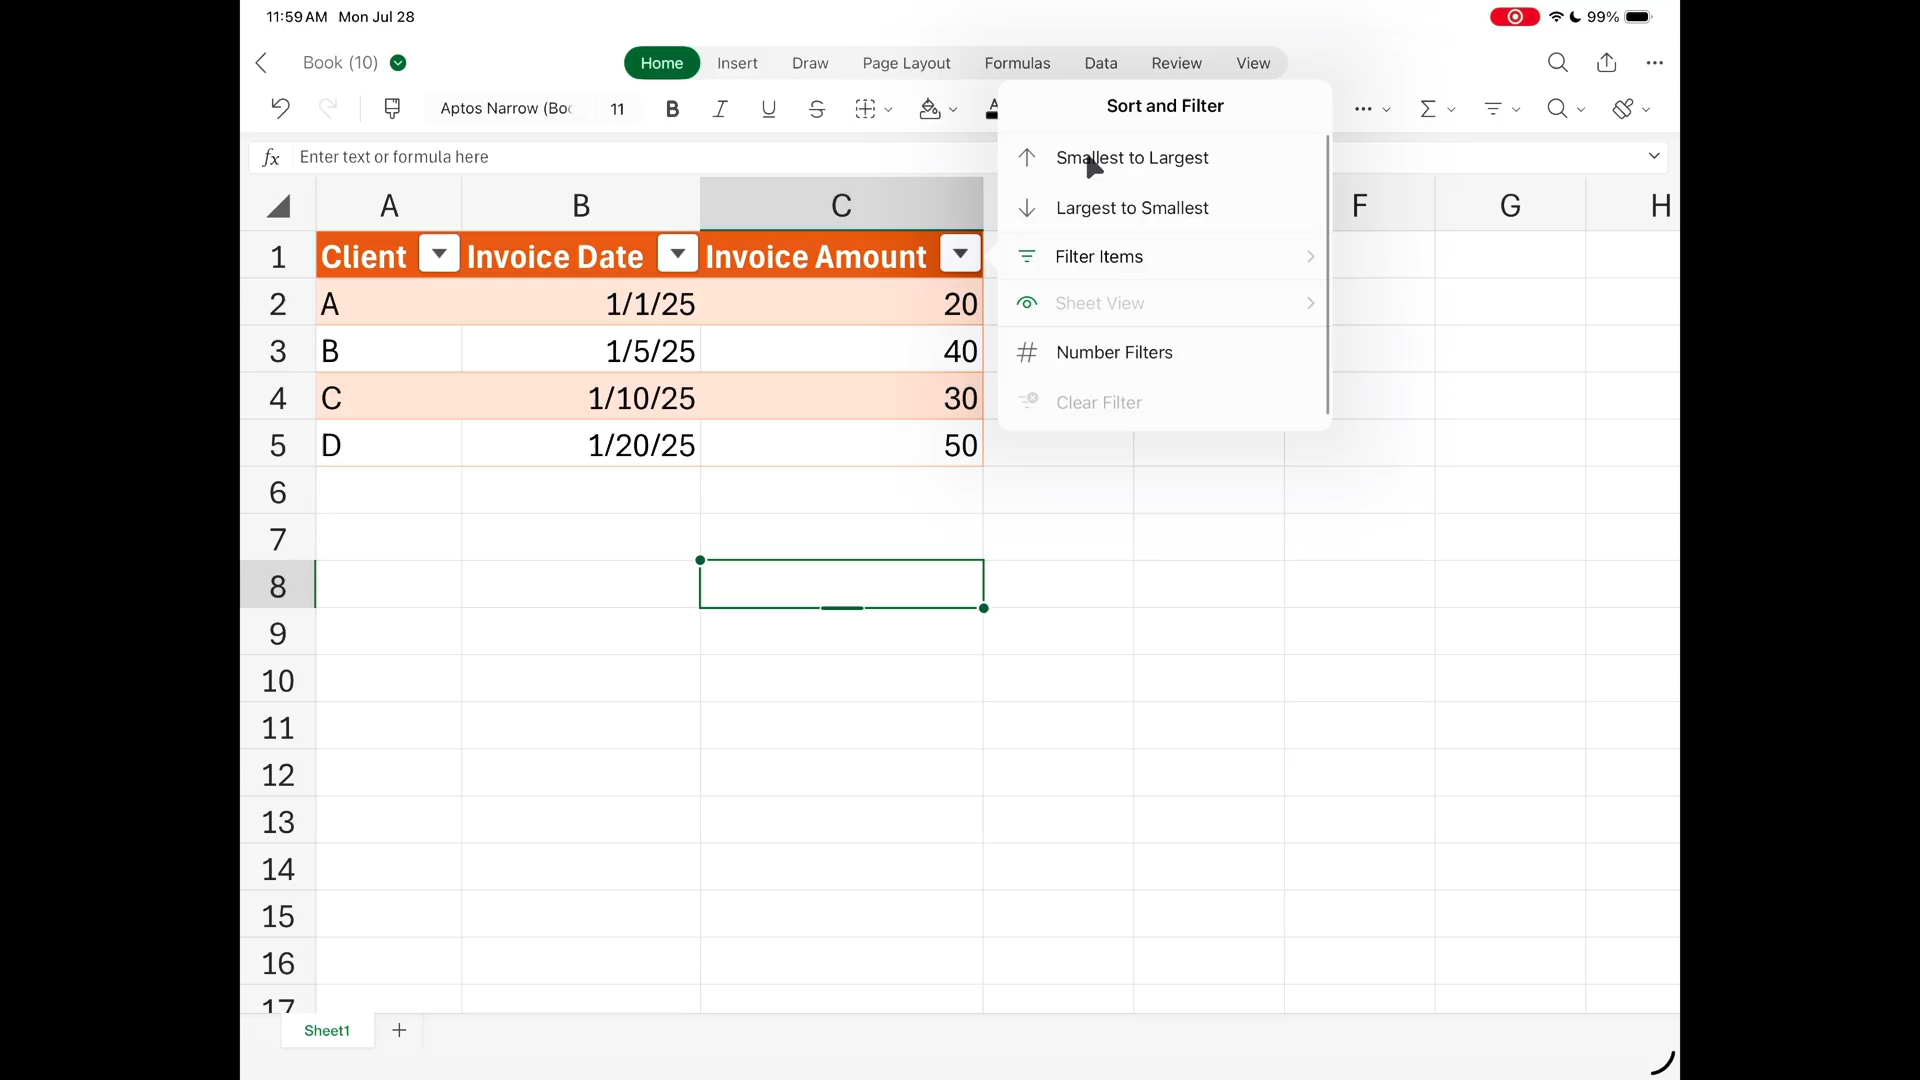 11:59 AM Mon Jul 28
99%
Book (10)
Home Insert Draw Page Layout Formulas Data Review View
Aptos Narrow (Boc 11 B I U S A
Sort and Filter
fx Enter text or formula here
Smallest to Largest
Largest to Smallest
Filter Items
Sheet View
Number Filters
Clear Filter
A B C F G H
1 Client Invoice Date Invoice Amount
2 A 1/1/25 20
3 B 1/5/25 40
4 C 1/10/25 30
5 D 1/20/25 50
6
7
8
9
10
11
12
13
14
15
16
17
Sheet1